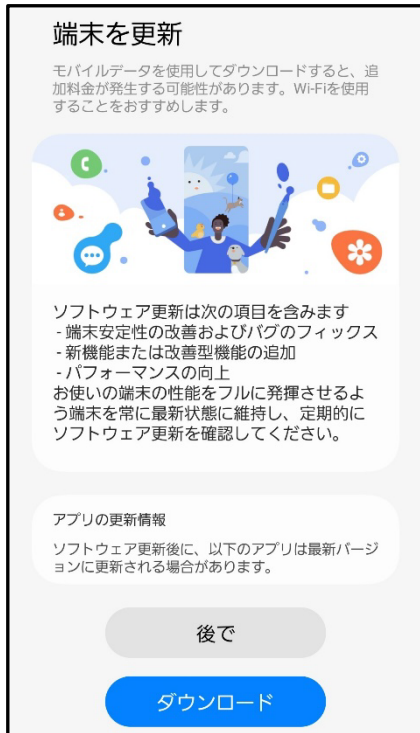 端末を更新
モバイルデータを使用してダウンロードすると、追
加料金が発生する可能性があります。Wi-Fiを使用
することをおすすめします。
ソフトウェア更新は次の項目を含みます
- 端末安定性の改善およびバグのフィックス
- 新機能または改善型機能の追加
- パフォーマンスの向上
お使いの端末の性能をフルに発揮させるよ
う端末を常に最新状態に維持し、定期的に
ソフトウェア更新を確認してください。
アプリの更新情報
ソフトウェア更新後に、以下のアプリは最新バージ
ョンに更新される場合があります。
後で
ダウンロード